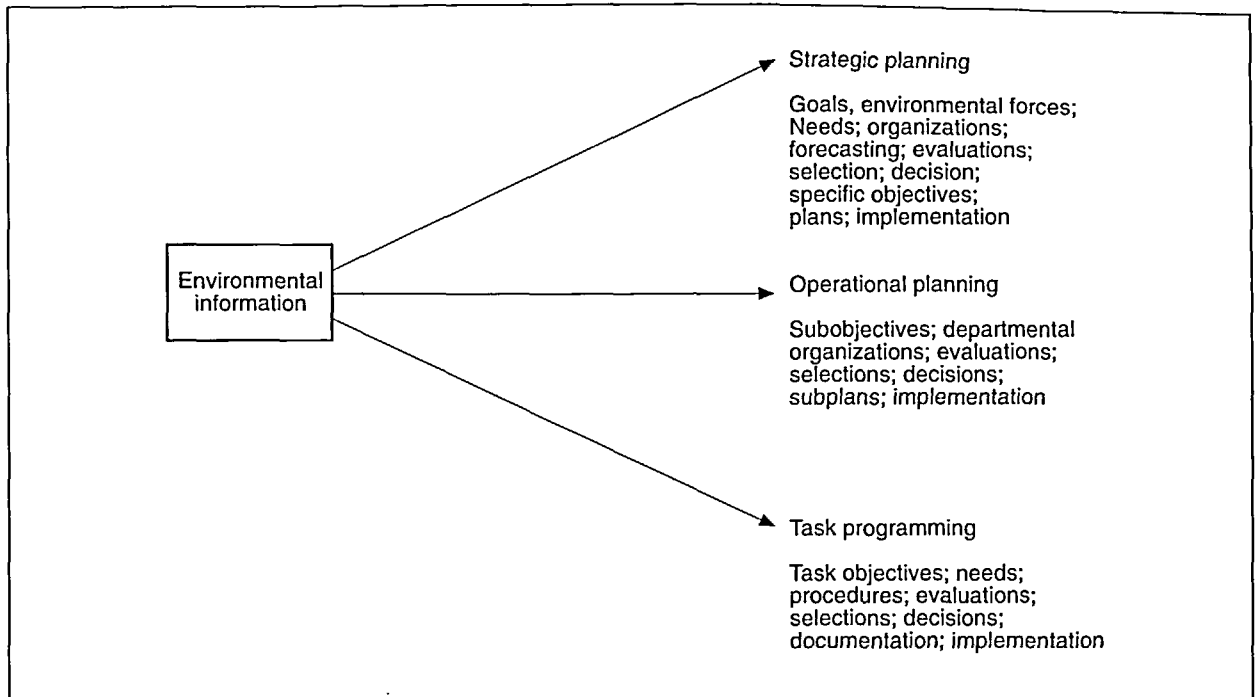 Strategic planning
Goals, environmental forces;
Needs; organizations;
forecasting; evaluations;
selection; decision;
specific objectives;
plans; implementation
Environmental
information
Operational planning
Subobjectives; departmental
organizations; evaluations;
selections; decisions;
subplans; implementation
Task programming
Task objectives; needs;
procedures; evaluations;
selections; decisions;
documentation; implementation